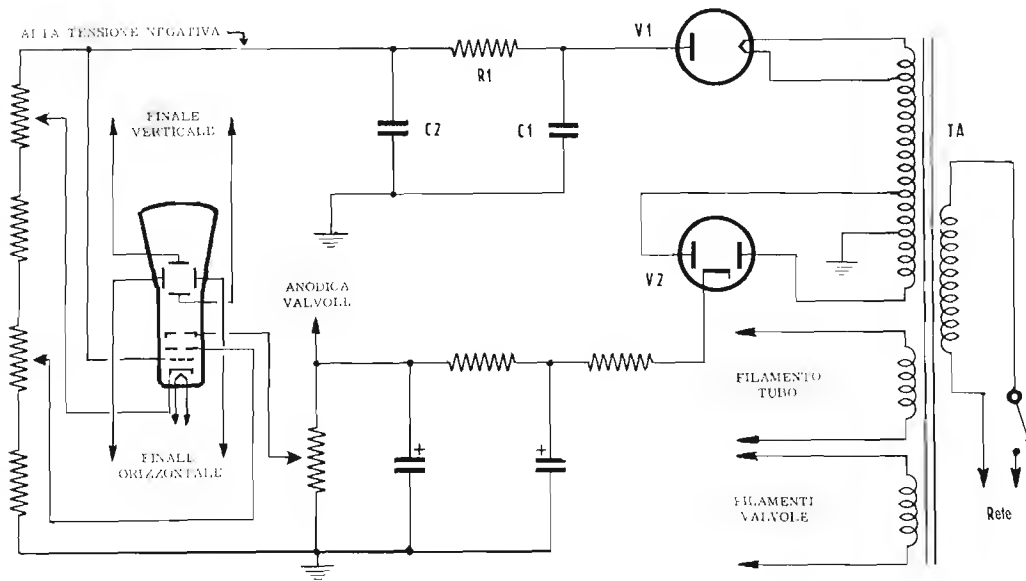 ALTA TENSIONE NEGATIVA
V1
R1
FINALE
VERTICALE
C2
C1
TA
V2
ANODICA
VALVOLE
FILAMENTO
TUBO
FINALE
ORIZZONTALE
+
+
FILAMENTI
VALVOLE
Rete